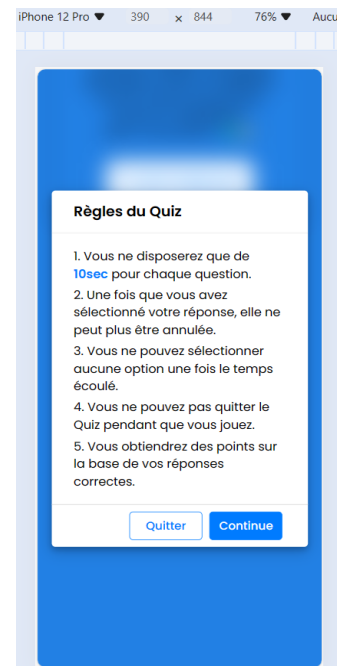 iPhone 12 Pro ▼ 390 × 844 76% ▼ Aucu
Règles du Quiz
1. Vous ne disposerez que de
10sec pour chaque question.
2. Une fois que vous avez
sélectionné votre réponse, elle ne
peut plus être annulée.
3. Vous ne pouvez sélectionner
aucune option une fois le temps
écoulé.
4. Vous ne pouvez pas quitter le
Quiz pendant que vous jouez.
5. Vous obtiendrez des points sur
la base de vos réponses
correctes.
Quitter Continue